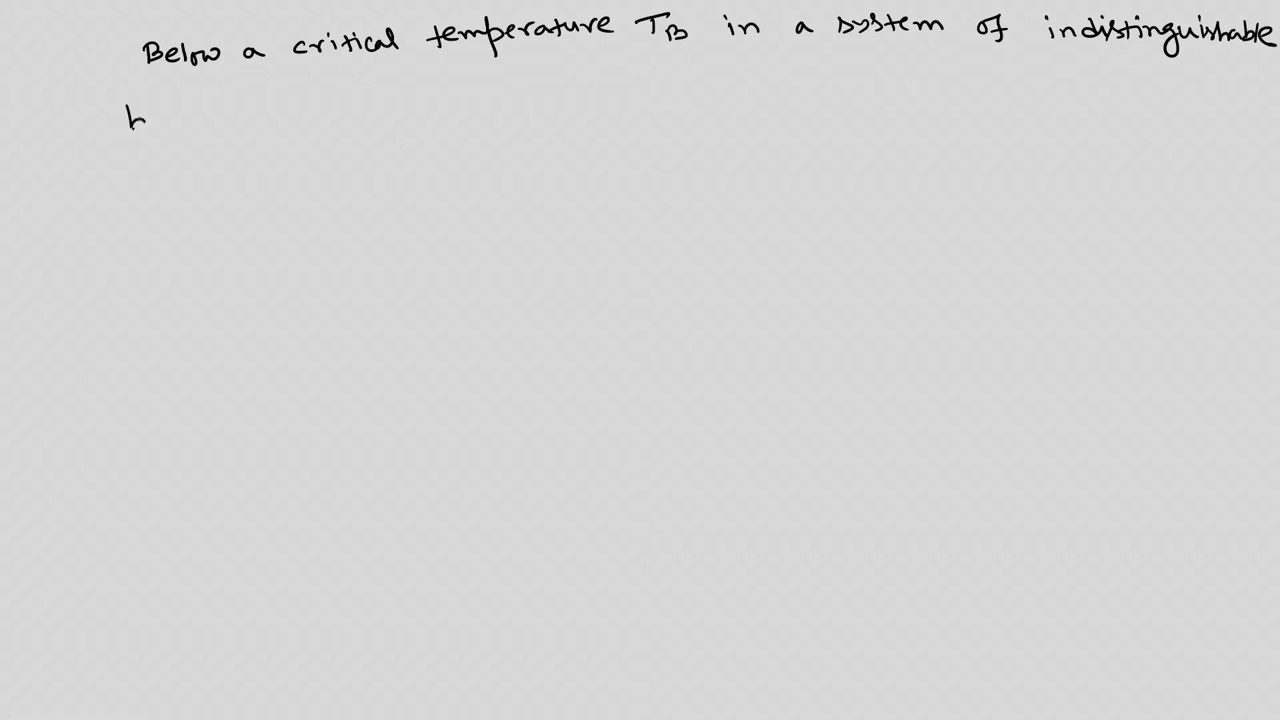 Below a critical temperature T_B in a system of indistinguishable